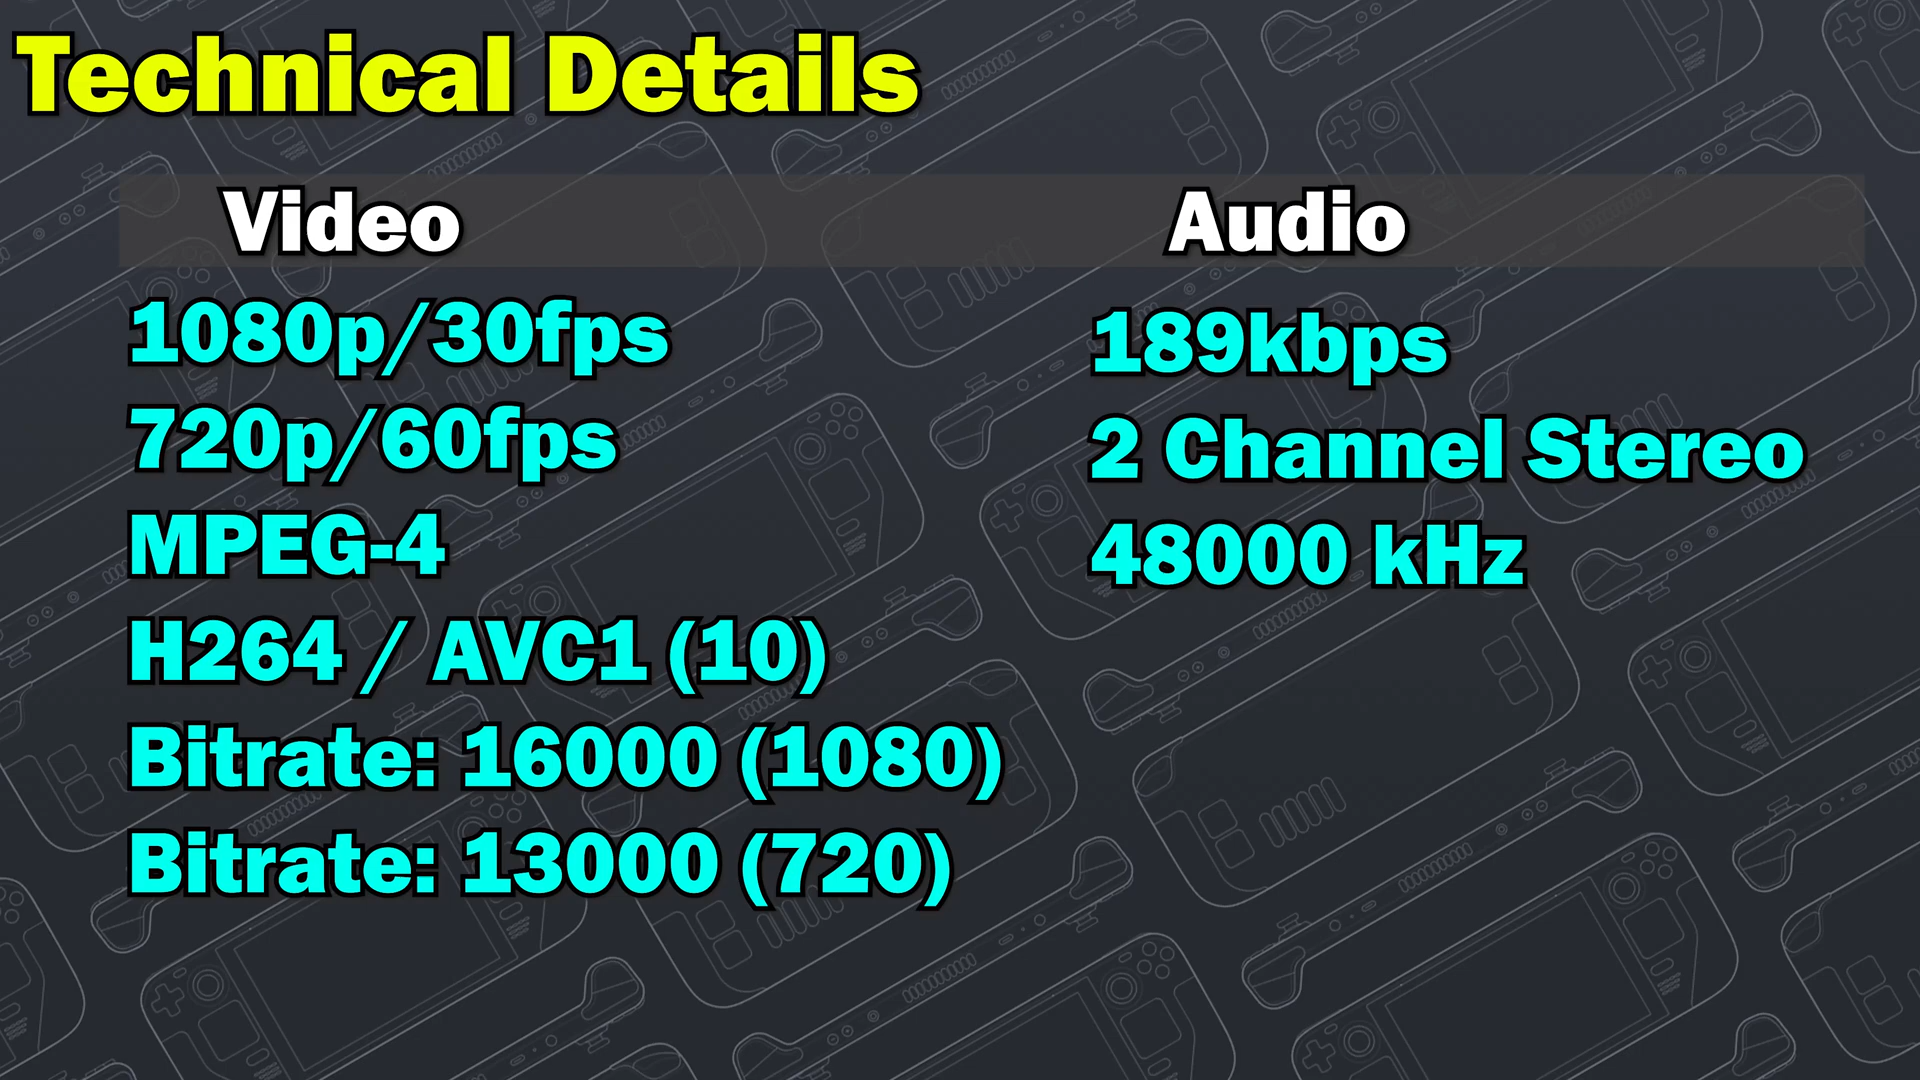 Technical Details
Video
1080p/30fps
720p/60fps
MPEG-4
H264 / AVC1 (10)
Bitrate: 16000 (1080)
Bitrate: 13000 (720)
Audio
189kbps
2 Channel Stereo
48000 kHz